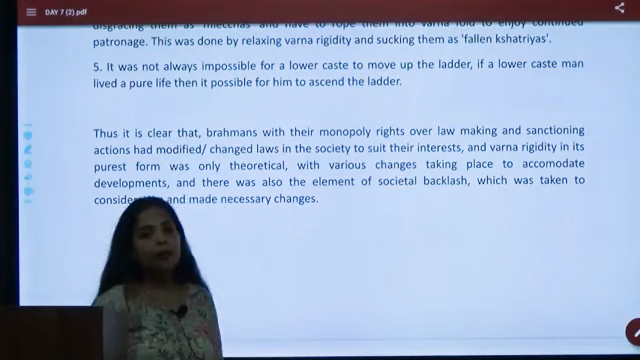 DAY 7 (2).pdf
disgracing them as 'mlecchas' and have to rope them into varna fold to enjoy continued
patronage. This was done by relaxing varna rigidity and sucking them as 'fallen kshatriyas'.
5. It was not always impossible for a lower caste to move up the ladder, if a lower caste man
lived a pure life then it possible for him to ascend the ladder.
Thus it is clear that, brahmans with their monopoly rights over law making and sanctioning
actions had modified/ changed laws in the society to suit their interests, and varna rigidity in its
purest form was only theoretical, with various changes taking place to accomodate
developments, and there was also the element of societal backlash, which was taken to
and made necessary changes.